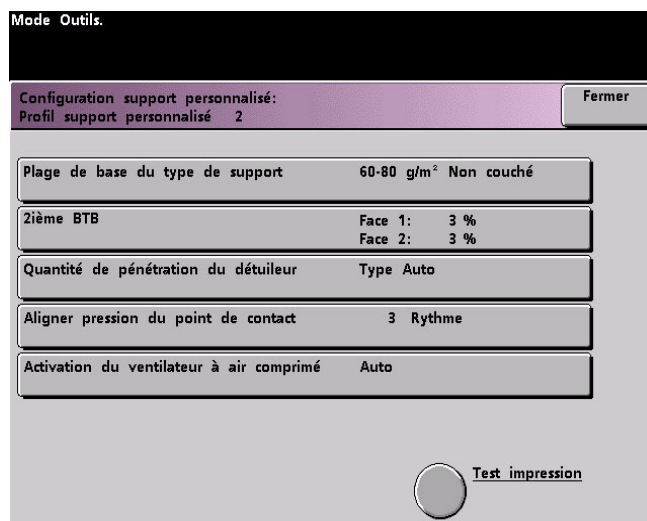 Mode Outils.
Configuration support personnalisé:
Fermer
Profil support personnalisé 2
Plage de base du type de support 60-80 g/m² Non couché
2ième BTB Face 1: 3 %
Face 2: 3 %
Quantité de pénétration du détuileur Type Auto
Aligner pression du point de contact 3 Rythme
Activation du ventilateur à air comprimé Auto
Test impression